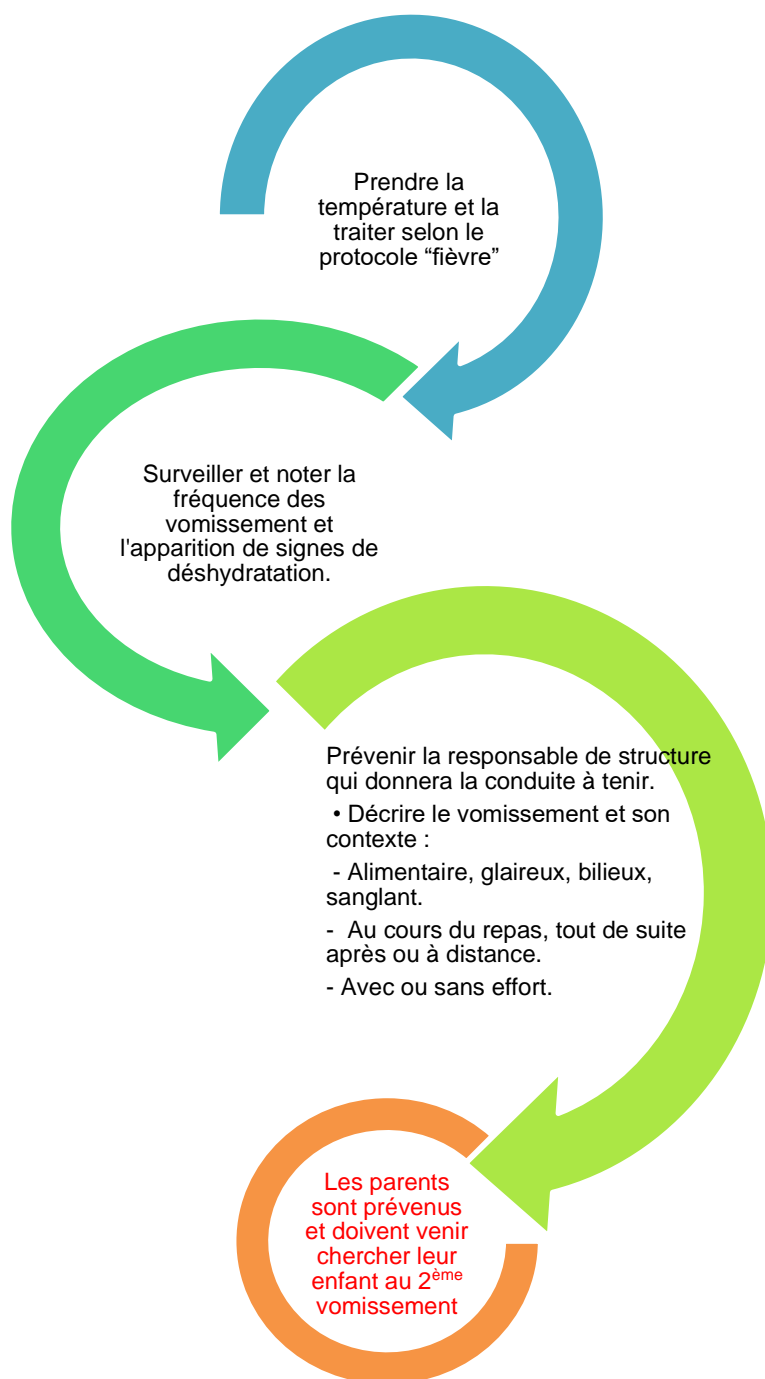 Prendre la
température et la
traiter selon le
protocole “fièvre”
Surveiller et noter la
fréquence des
vomissement et
l'apparition de signes de
déshydratation.
Prévenir la responsable de structure
qui donnera la conduite à tenir.
• Décrire le vomissement et son
contexte :
- Alimentaire, glaireux, bilieux,
sanglant.
- Au cours du repas, tout de suite
après ou à distance.
- Avec ou sans effort.
Les parents
sont prévenus
et doivent venir
chercher leur
enfant au 2ème
vomissement